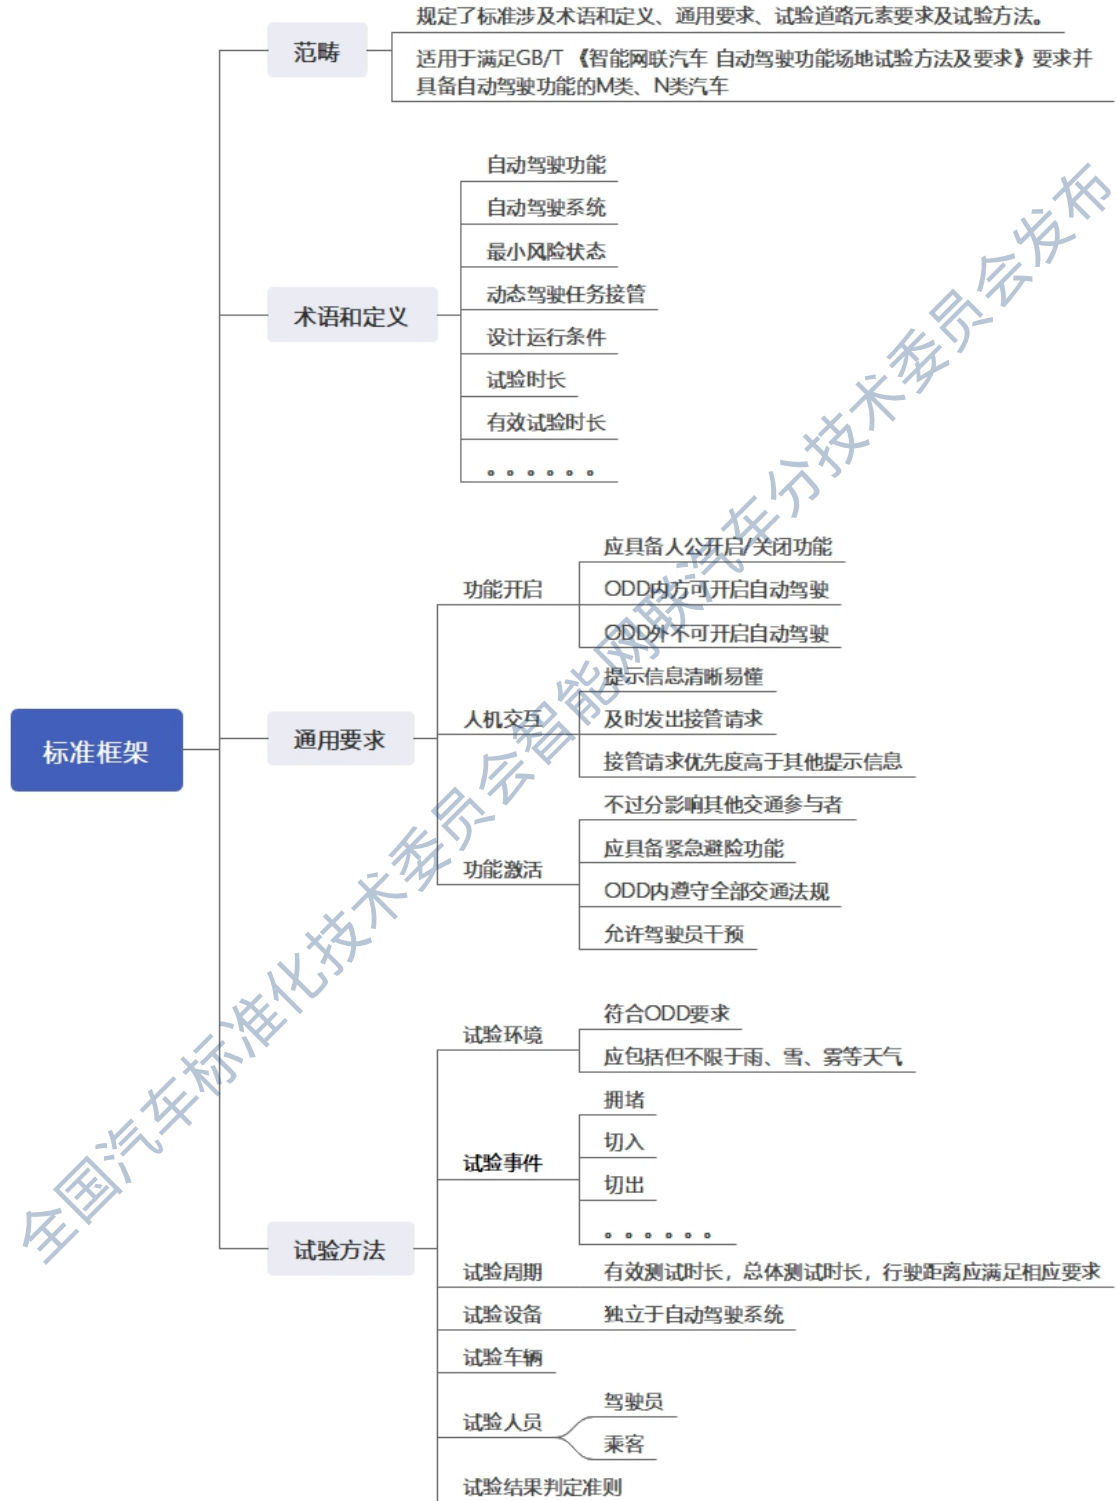 规定了标准涉及术语和定义、通用要求、试验道路元素要求及试验方法。
范畴
适用于满足GB/T 《智能网联汽车 自动驾驶功能场地试验方法及要求》要求并
具备自动驾驶功能的M类、N类汽车
自动驾驶功能
自动驾驶系统
最小风险状态
动态驾驶任务接管
术语和定义
设计运行条件
试验时长
有效试验时长
。。。。。。
应具备人公开启/关闭功能
功能开启
ODD内方可开启自动驾驶
ODD外不可开启自动驾驶
提示信息清晰易懂
人机交互
及时发出接管请求
标准框架
通用要求
接管请求优先度高于其他提示信息
不过分影响其他交通参与者
应具备紧急避险功能
功能激活
ODD内遵守全部交通法规
允许驾驶员干预
符合ODD要求
试验环境
应包括但不限于雨、雪、雾等天气
拥堵
切入
试验事件
切出
。。。。。。
试验方法
试验周期
有效测试时长，总体测试时长，行驶距离应满足相应要求
试验设备
独立于自动驾驶系统
试验车辆
驾驶员
试验人员
乘客
试验结果判定准则
全国汽车标准化技术委员会智能网联汽车分技术委员会发布